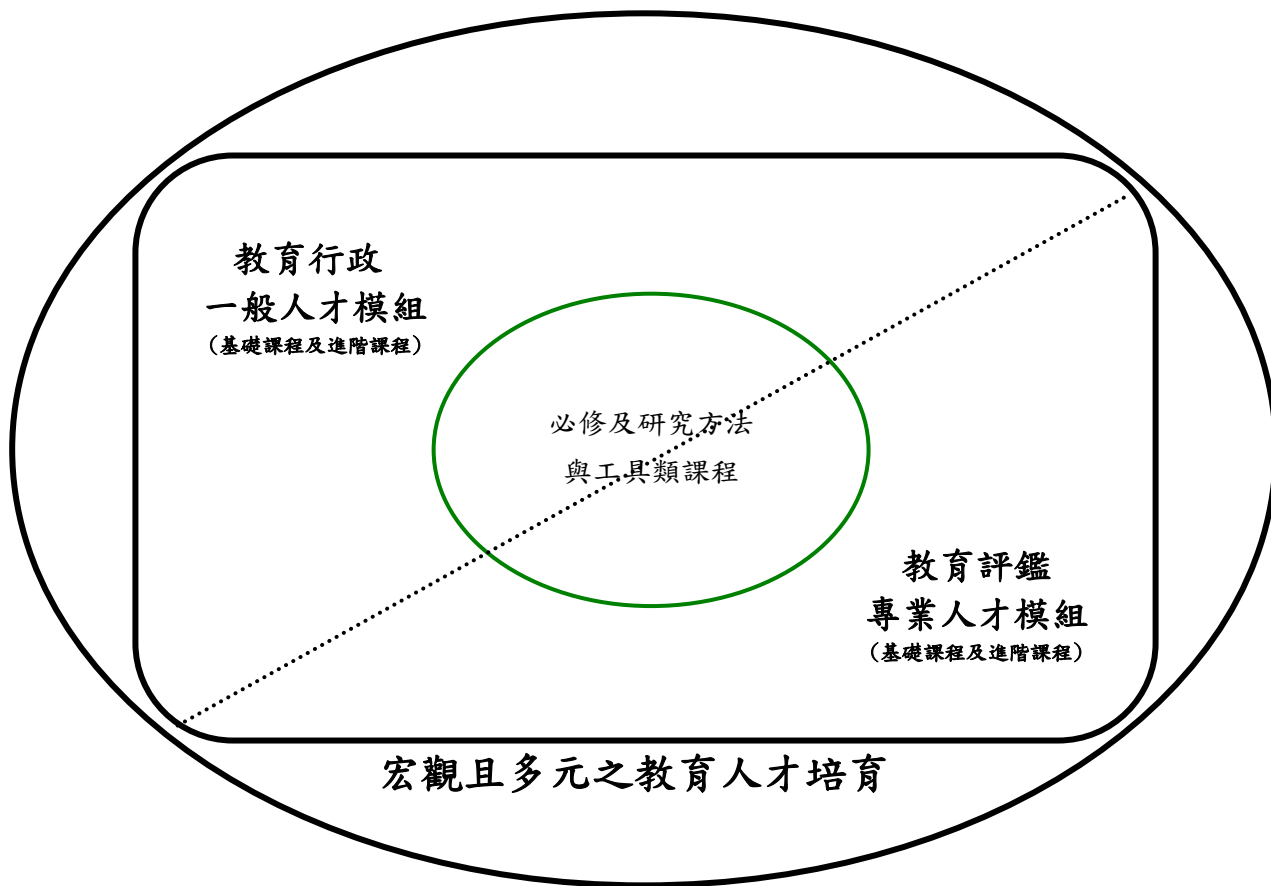 教育行政
一般人才模組
（基礎課程及進階課程）
必修及研究方法
與工具類課程
教育評鑑
專業人才模組
（基礎課程及進階課程）
宏觀且多元之教育人才培育